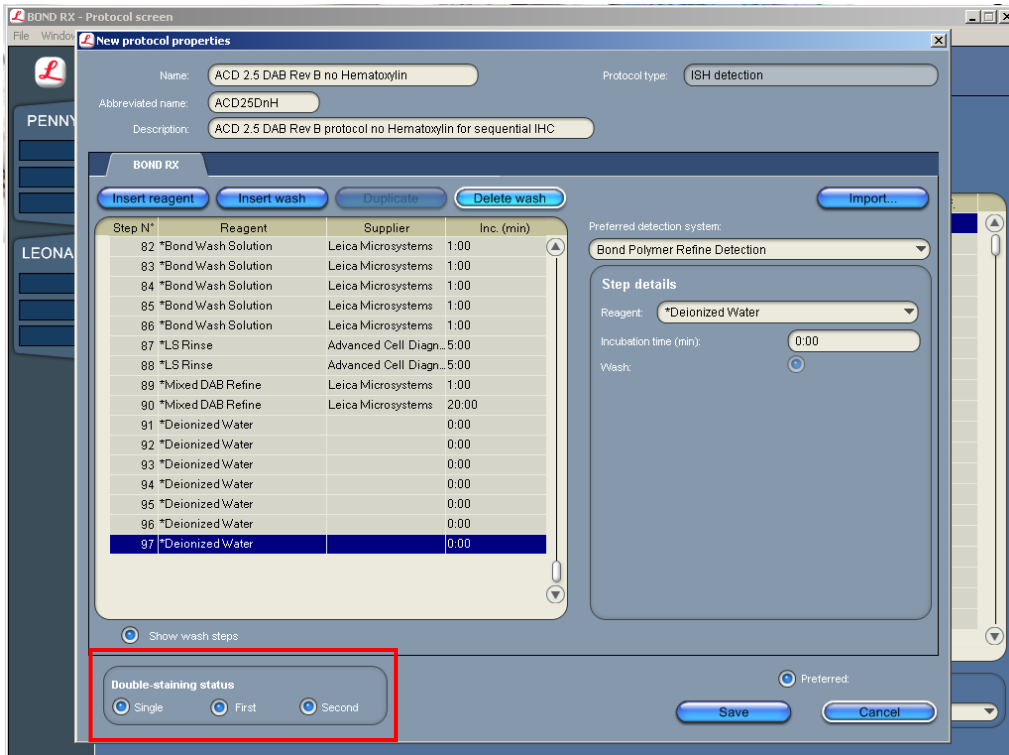 BOND RX - Protocol screen
File Windo
New protocol properties
Name: ACD 2.5 DAB Rev B no Hematoxylin Protocol type: ISH detection
Abbreviated name: ACD25DnH
Description: ACD 2.5 DAB Rev B protocol no Hematoxylin for sequential IHC
PENNY
LEONA
BOND RX
Insert reagent Insert wash Duplicate Delete wash Import...
Step N° Reagent Supplier Inc. (min)
82 *Bond Wash Solution Leica Microsystems 1:00
83 *Bond Wash Solution Leica Microsystems 1:00
84 *Bond Wash Solution Leica Microsystems 1:00
85 *Bond Wash Solution Leica Microsystems 1:00
86 *Bond Wash Solution Leica Microsystems 1:00
87 *LS Rinse Advanced Cell Diagn... 5:00
88 *LS Rinse Advanced Cell Diagn... 5:00
89 *Mixed DAB Refine Leica Microsystems 1:00
90 *Mixed DAB Refine Leica Microsystems 20:00
91 *Deionized Water 0:00
92 *Deionized Water 0:00
93 *Deionized Water 0:00
94 *Deionized Water 0:00
95 *Deionized Water 0:00
96 *Deionized Water 0:00
97 *Deionized Water 0:00
Preferred detection system:
Bond Polymer Refine Detection
Step details
Reagent: *Deionized Water
Incubation time (min): 0:00
Wash:
Show wash steps
Double-staining status
Single First Second
Preferred:
Save Cancel